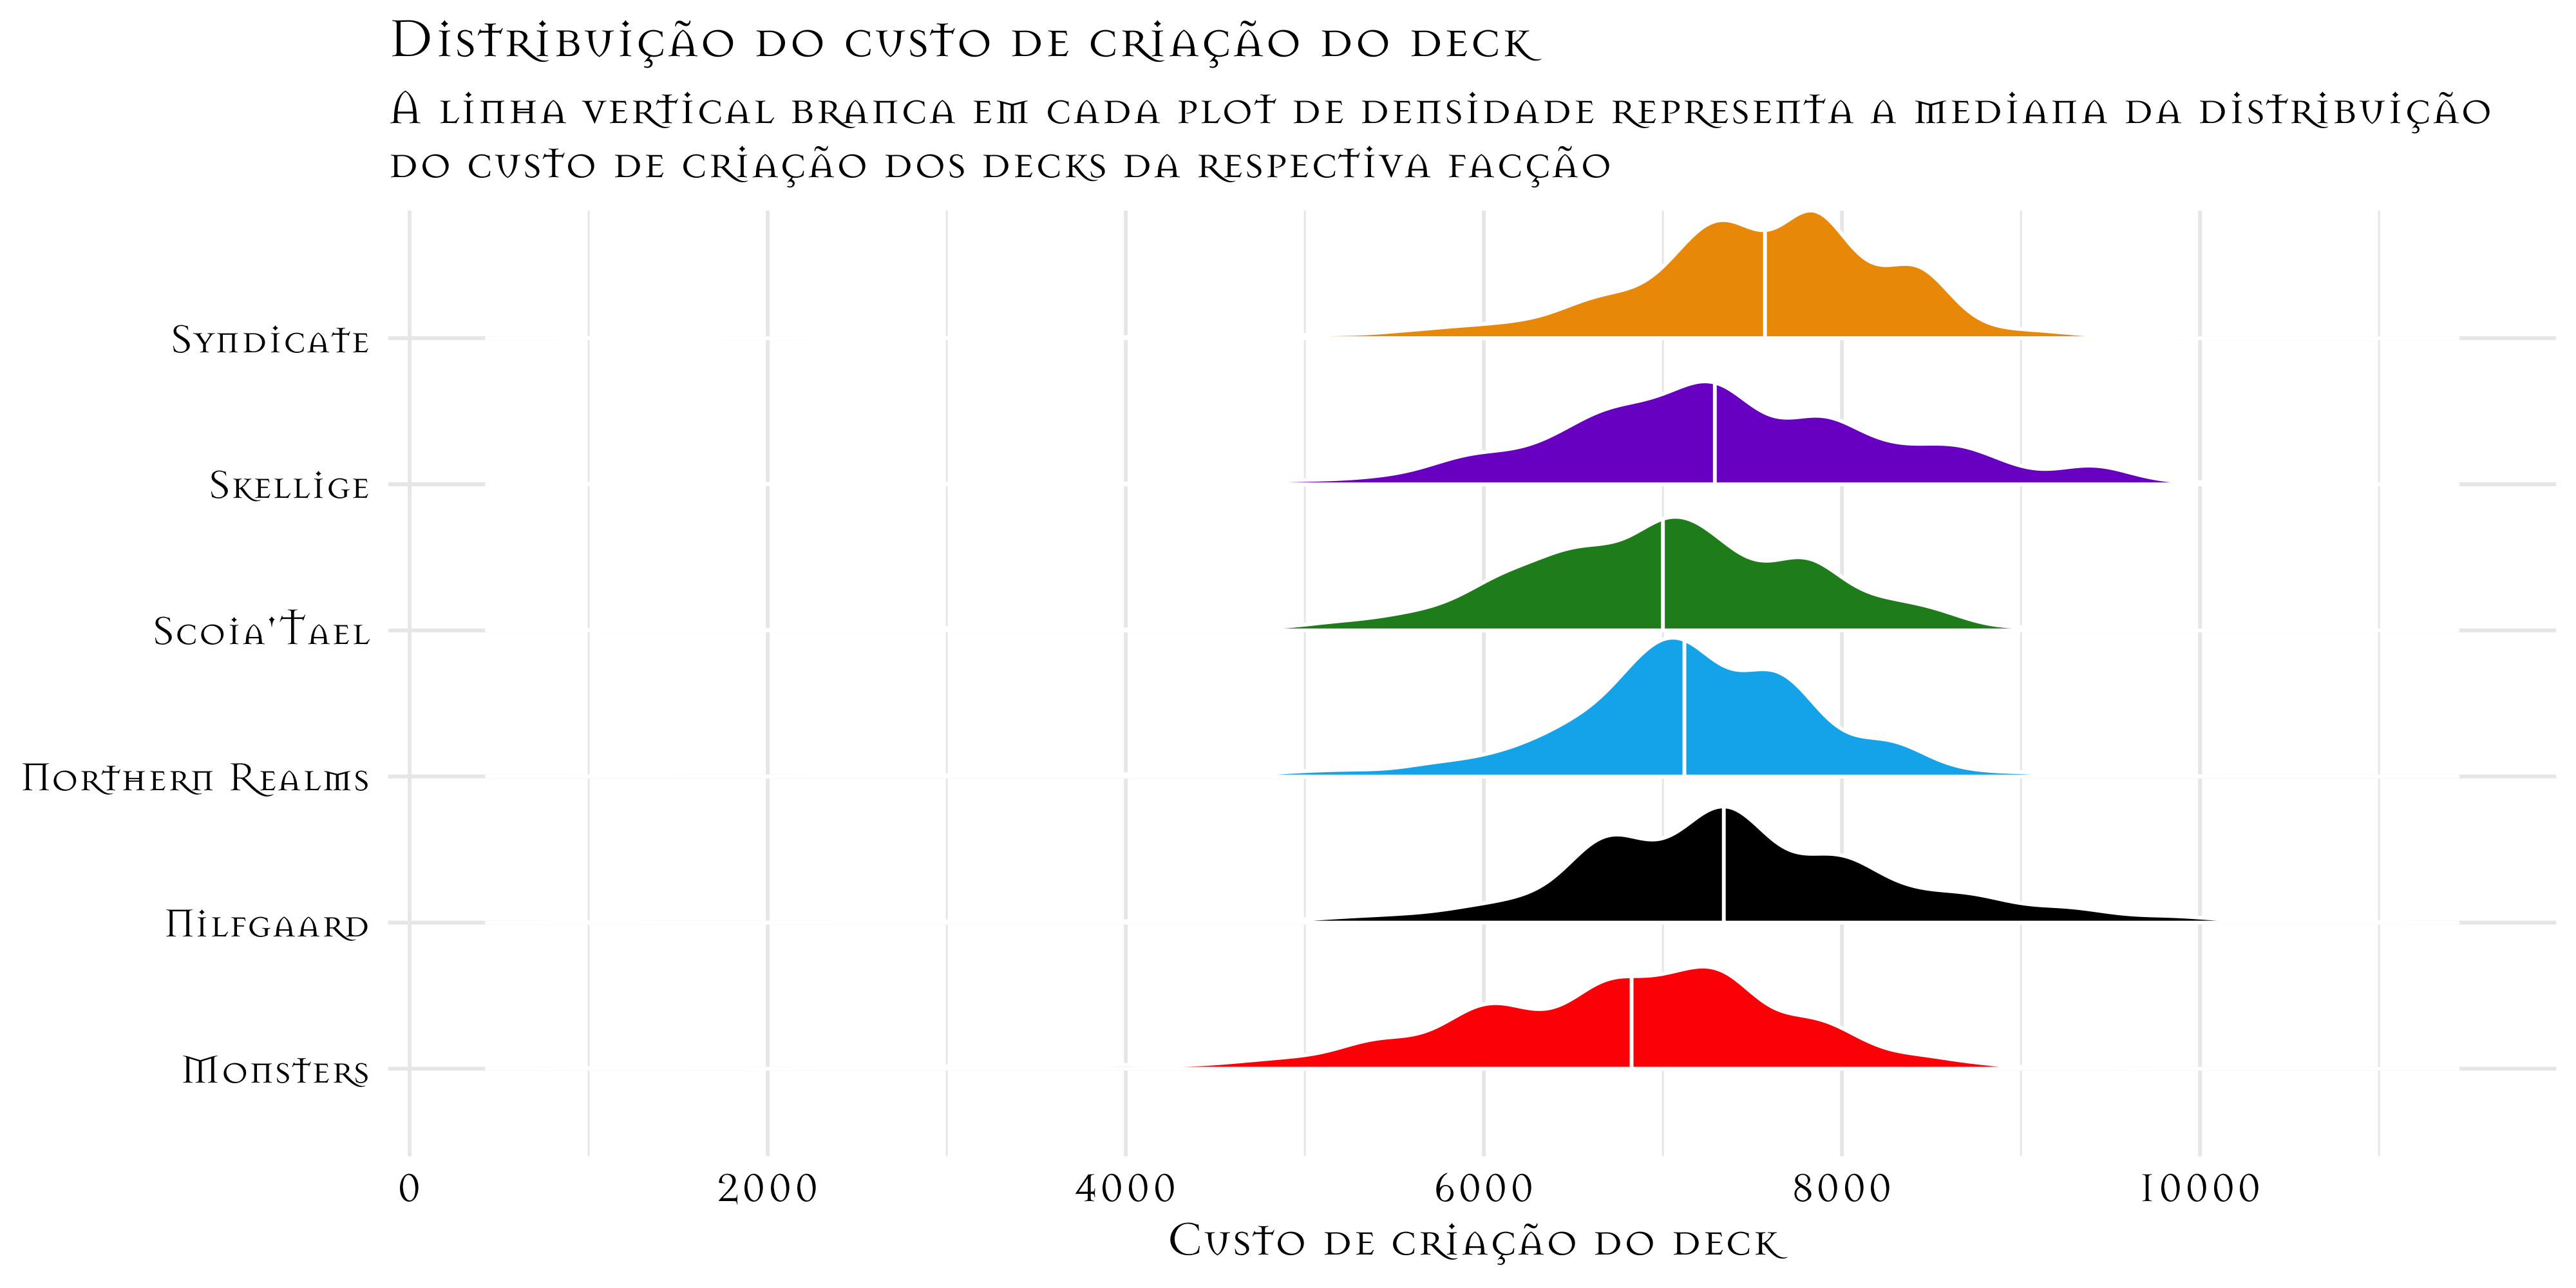 Distribuição do custo de criação do deck
A linha vertical branca em cada plot de densidade representa a mediana da distribuição
do custo de criação dos decks da respectiva facção
Syndicate
Skellige
Scoia'Tael
Northern Realms
Nilfgaard
Monsters
0 2000 4000 6000 8000 10000
Custo de criação do deck